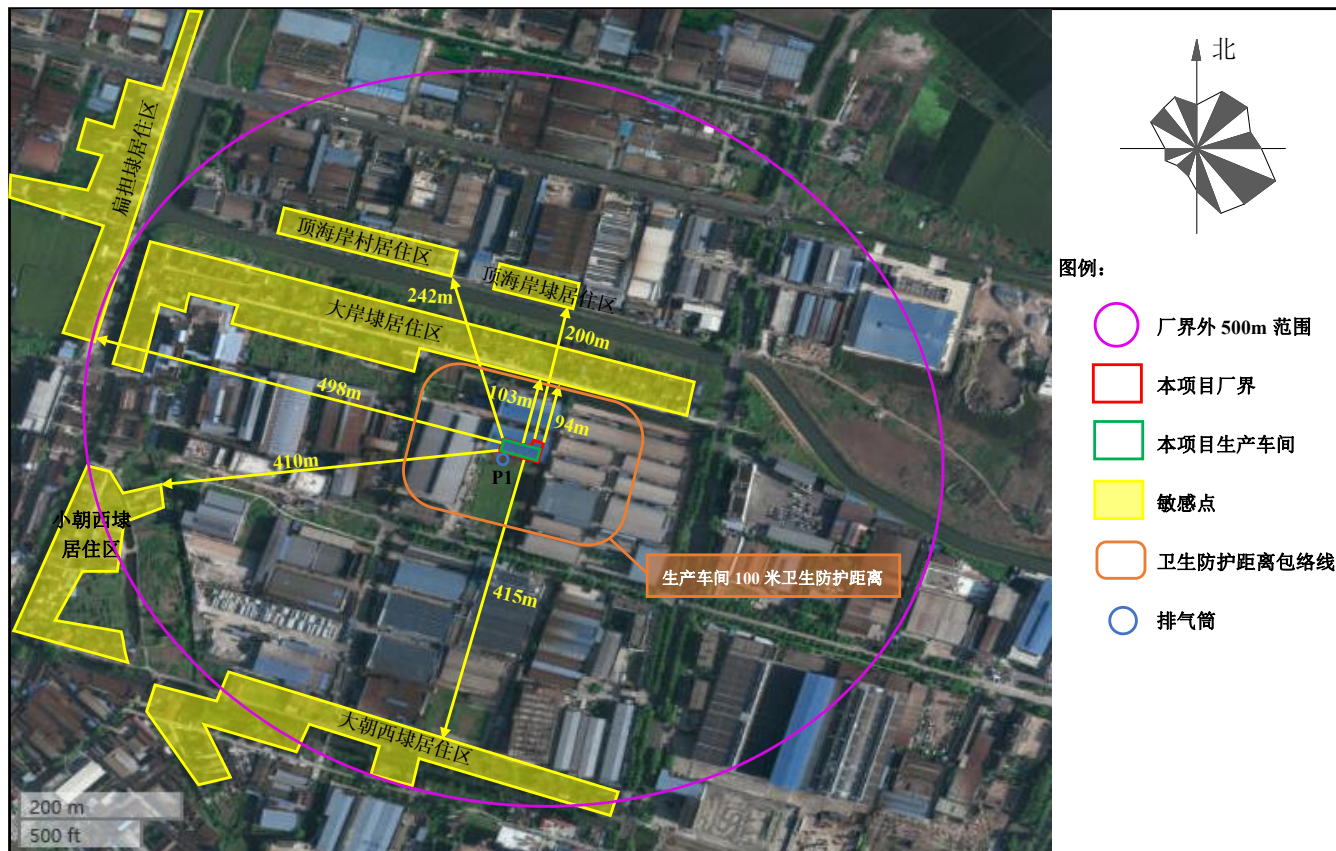 北
扁担埭居住区
顶海岸村居住区
顶海岸埭居住区
242m
大岸埭居住区
200m
498m
103m
94m
410m
P1
小朝西埭
居住区
生产车间 100 米卫生防护距离
415m
大朝西埭居住区
200 m
500 ft
图例：
厂界外 500m 范围
本项目厂界
本项目生产车间
敏感点
卫生防护距离包络线
排气筒